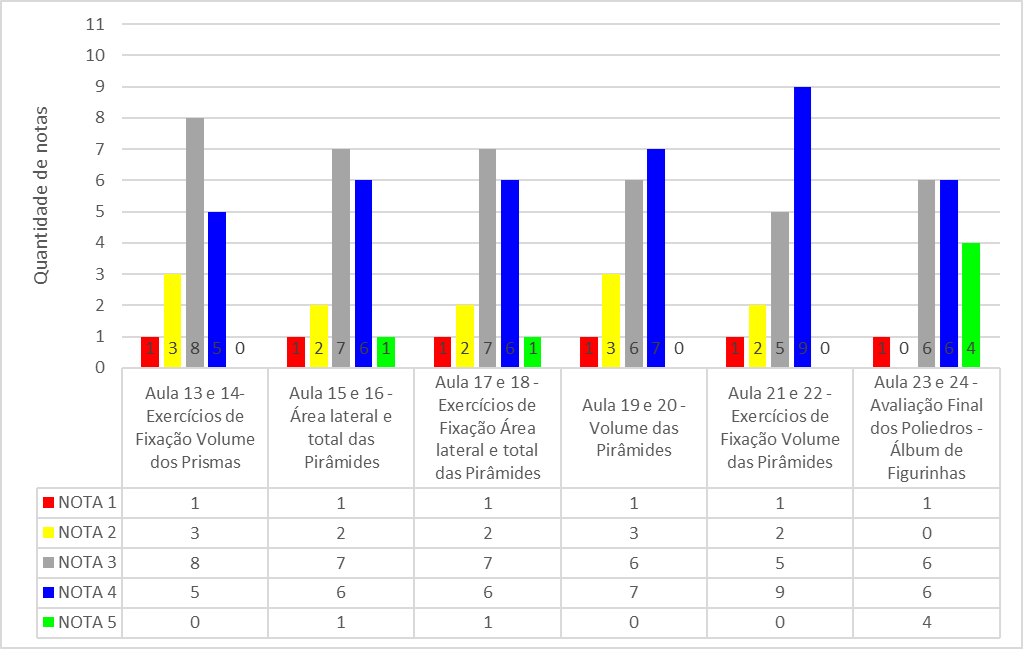 11
10
9
8
7
6
5
4
3
2
1
0
Quantidade de notas
1 3 8 5 0
1 2 7 6 1
1 2 7 6 1
1 3 6 7 0
1 2 5 9 0
1 0 6 6 4
Aula 13 e 14-
Exercícios de
Fixação Volume
dos Prismas
Aula 15 e 16 -
Área lateral e
total das
Pirâmides
Aula 17 e 18 -
Exercícios de
Fixação Área
lateral e total
das Pirâmides
Aula 19 e 20 -
Volume das
Pirâmides
Aula 21 e 22 -
Exercícios de
Fixação Volume
das Pirâmides
Aula 23 e 24 -
Avaliação Final
dos Poliedros -
Álbum de
Figurinhas
NOTA 1 1 1 1 1 1 1
NOTA 2 3 2 2 3 2 0
NOTA 3 8 7 7 6 5 6
NOTA 4 5 6 6 7 9 6
NOTA 5 0 1 1 0 0 4